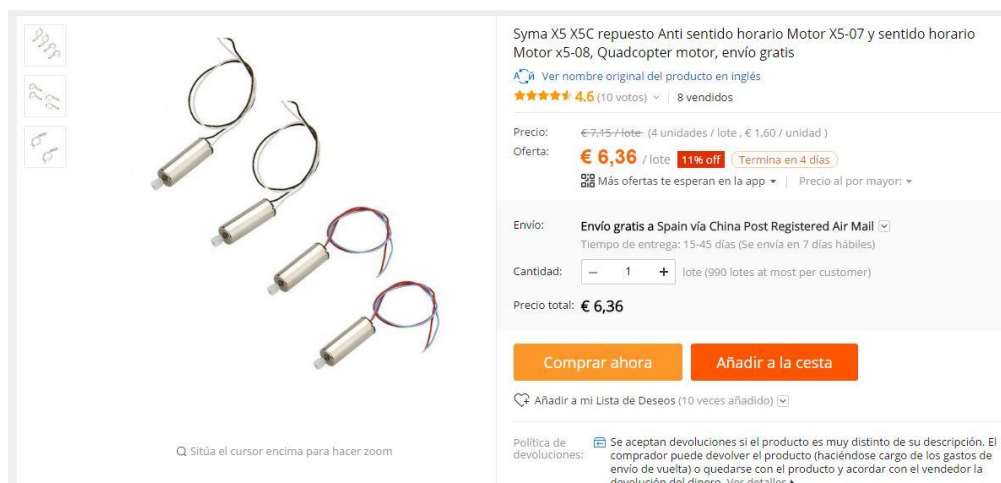 Syma X5 X5C repuesto Anti sentido horario Motor X5-07 y sentido horario
Motor x5-08, Quadcopter motor, envío gratis
Ver nombre original del producto en inglés
4.6 (10 votos) 8 vendidos
Precio: € 7,15 / lote (4 unidades / lote , € 1,60 / unidad )
Oferta: € 6,36 / lote 11% off Termina en 4 días
Más ofertas te esperan en la app Precio al por mayor:
Envío: Envío gratis a Spain vía China Post Registered Air Mail
Tiempo de entrega: 15-45 días (Se envía en 7 días hábiles)
Cantidad: – 1 + lote (990 lotes at most per customer)
Precio total: € 6,36
Comprar ahora Añadir a la cesta
Añadir a mi Lista de Deseos (10 veces añadido)
Sitúa el cursor encima para hacer zoom
Política de devoluciones: Se aceptan devoluciones si el producto es muy distinto de su descripción. El
comprador puede devolver el producto (haciéndose cargo de los gastos de
envío de vuelta) o quedarse con el producto y acordar con el vendedor la
devolución del dinero. Ver detalles